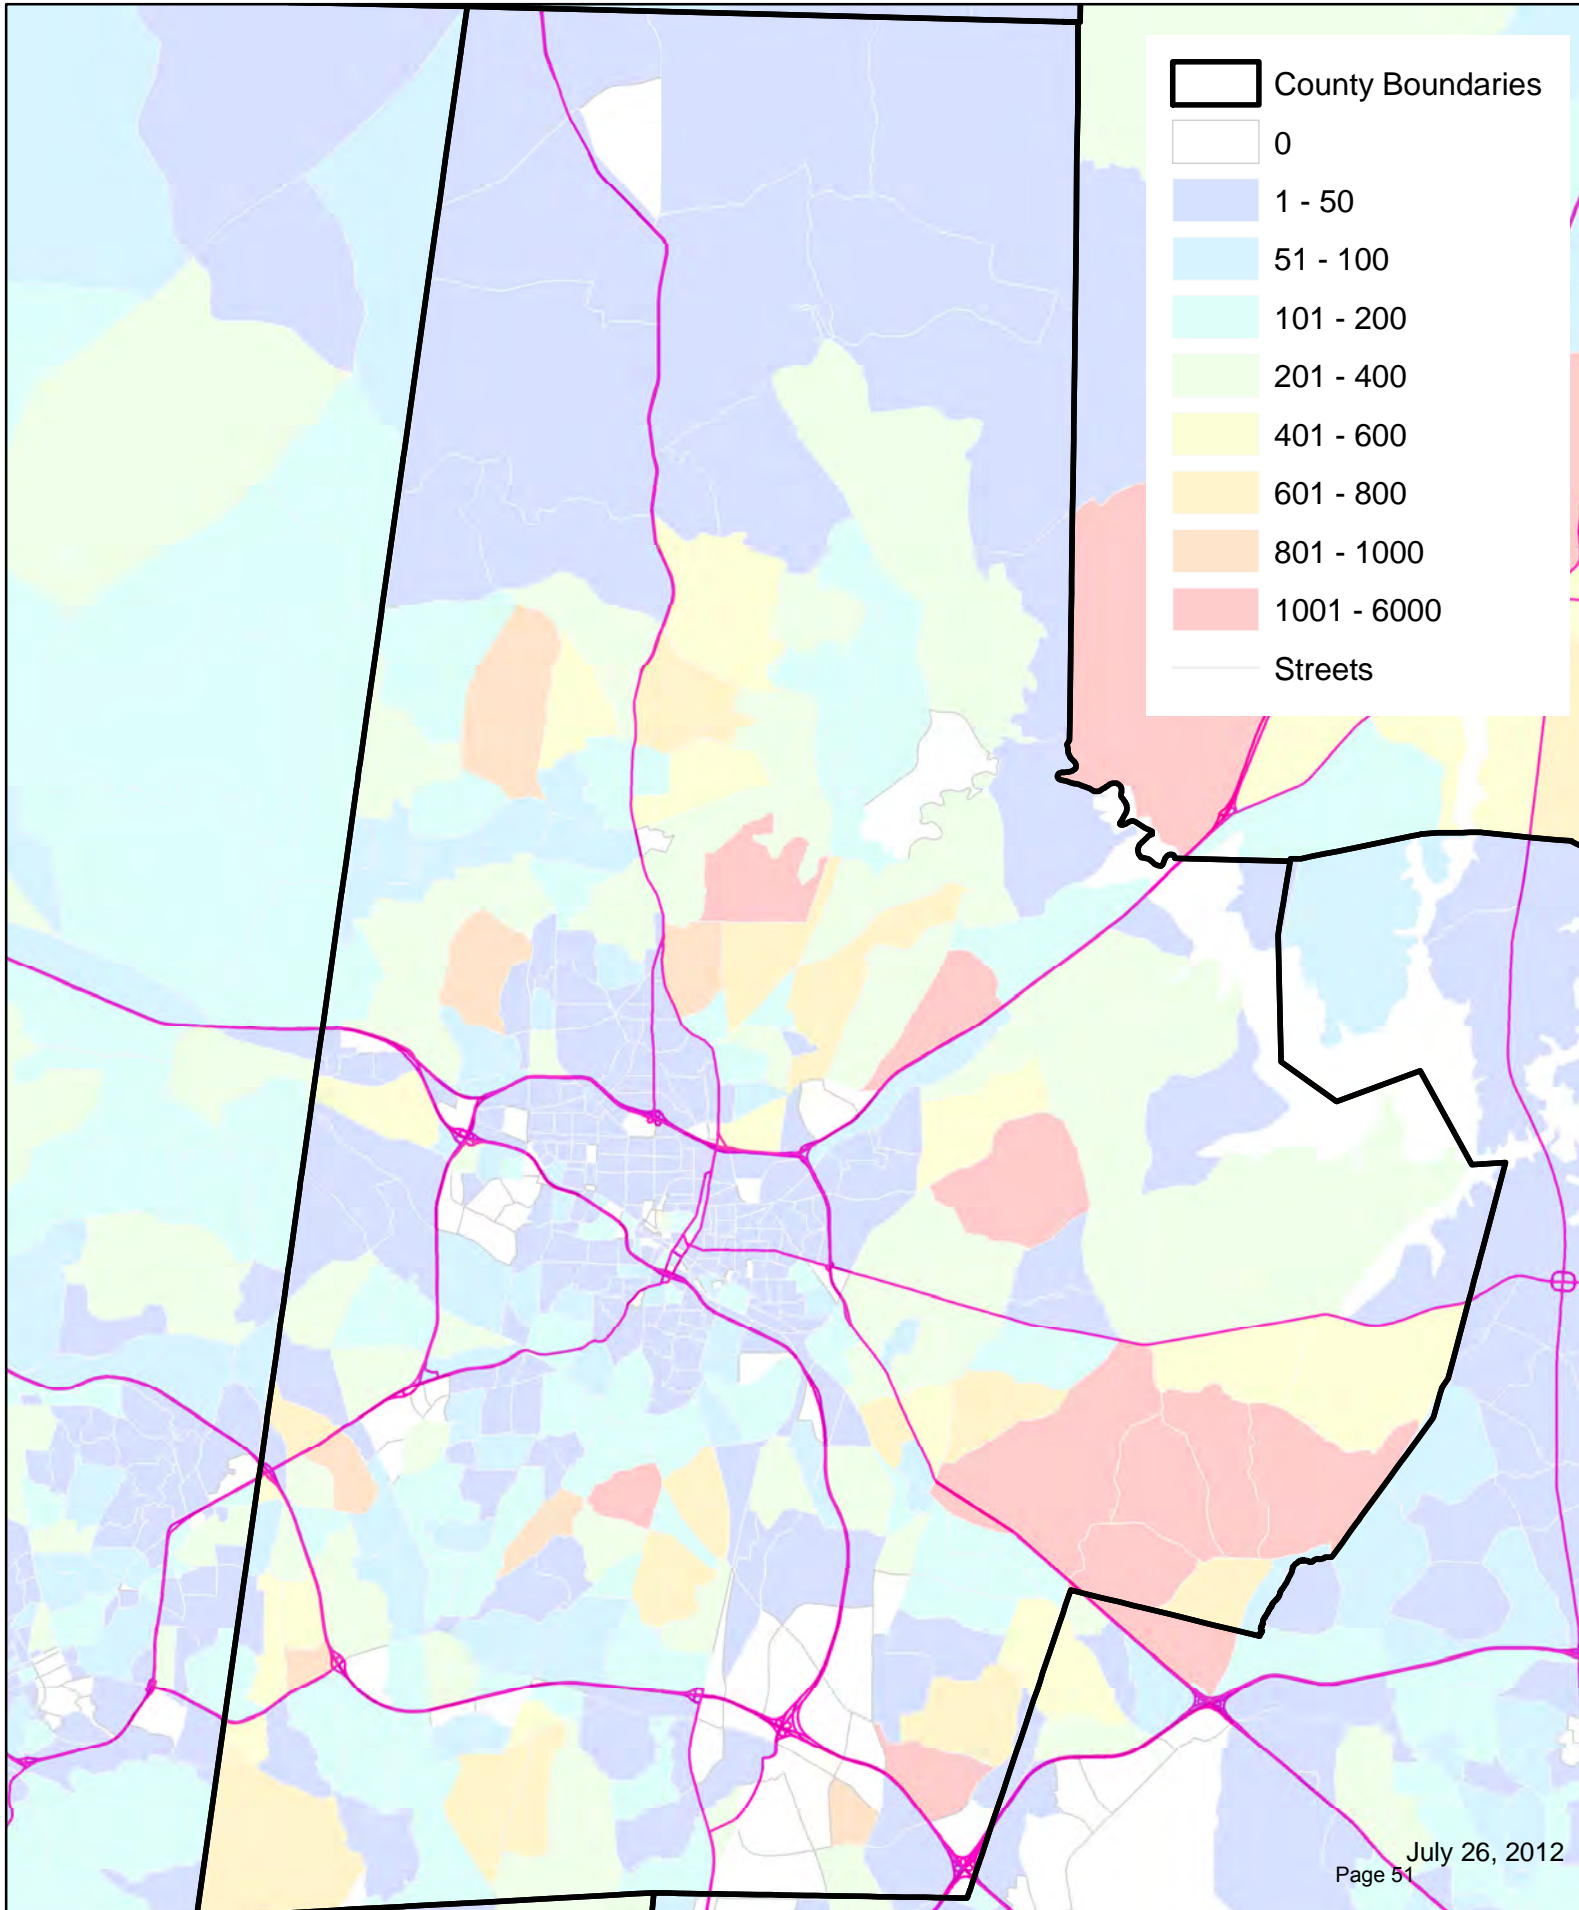 County Boundaries
0
1 - 50
51 - 100
101 - 200
201 - 400
401 - 600
601 - 800
801 - 1000
1001 - 6000
Streets
July 26, 2012
Page 51